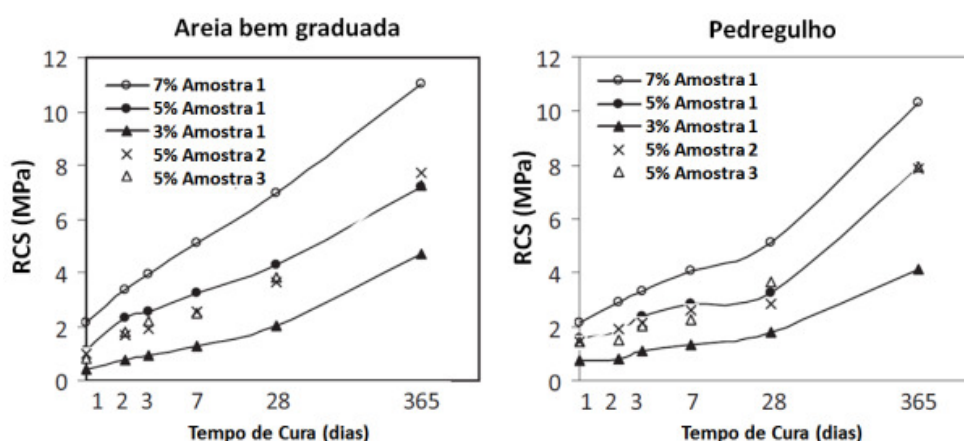 Areia bem graduada
12
10
8
6
4
2
0
RCS (MPa)
7% Amostra 1
5% Amostra 1
3% Amostra 1
5% Amostra 2
5% Amostra 3
1 2 3 7 28 365
Tempo de Cura (dias)
Pedregulho
12
10
8
6
4
2
0
RCS (MPa)
7% Amostra 1
5% Amostra 1
3% Amostra 1
5% Amostra 2
5% Amostra 3
1 2 3 7 28 365
Tempo de Cura (dias)